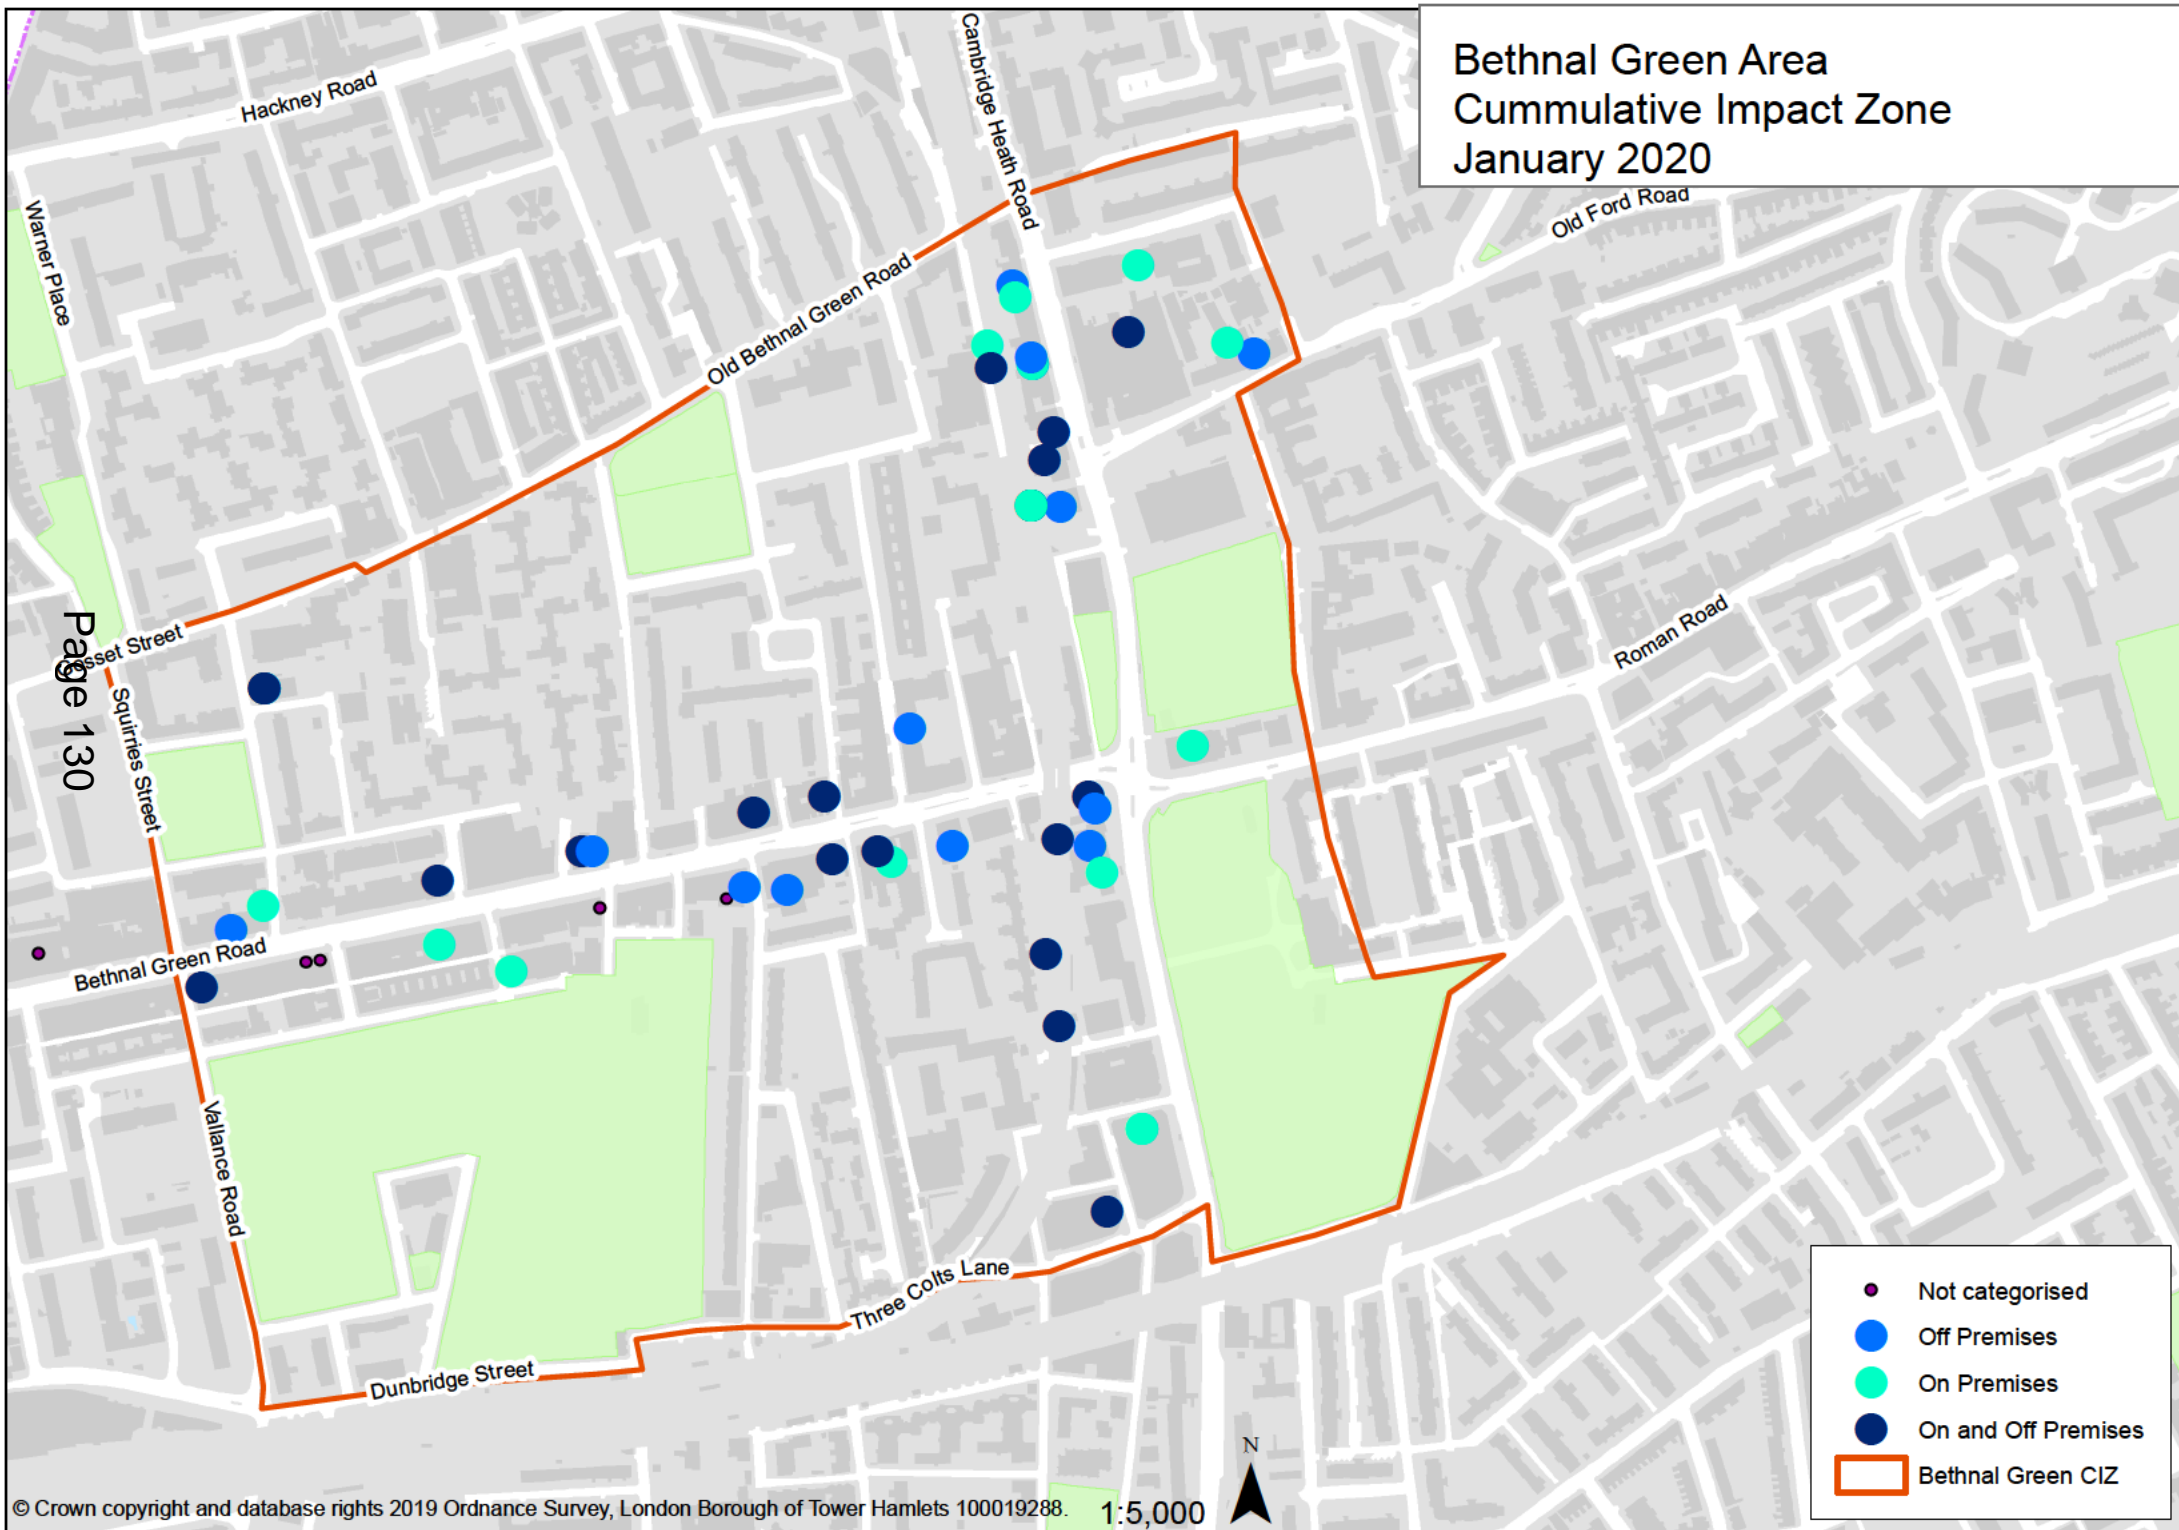 Bethnal Green Area
Cummulative Impact Zone
January 2020
Hackney Road
Cambridge Heath Road
Warner Place
Old Ford Road
Old Bethnal Green Road
Gosset Street
Page 130
Squirries Street
Roman Road
Bethnal Green Road
Vallance Road
Three Colts Lane
Dunbridge Street
Not categorised
Off Premises
On Premises
On and Off Premises
Bethnal Green CIZ
N
© Crown copyright and database rights 2019 Ordnance Survey, London Borough of Tower Hamlets 100019288.
1:5,000